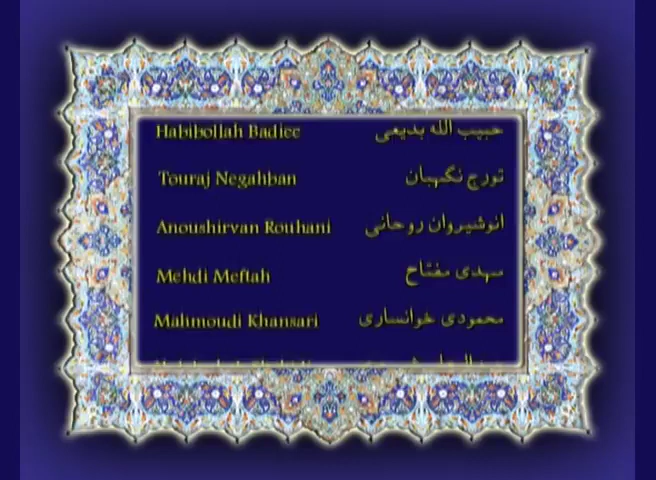 Habibollah Badiee حبیب الله بدیعی
Touraj Negahban تورج نگهبان
Anoushirvan Rouhani انوشیروان روحانی
Mehdi Meftah مهدی مفتاح
Mahmoudi Khansari محمودی خوانساری